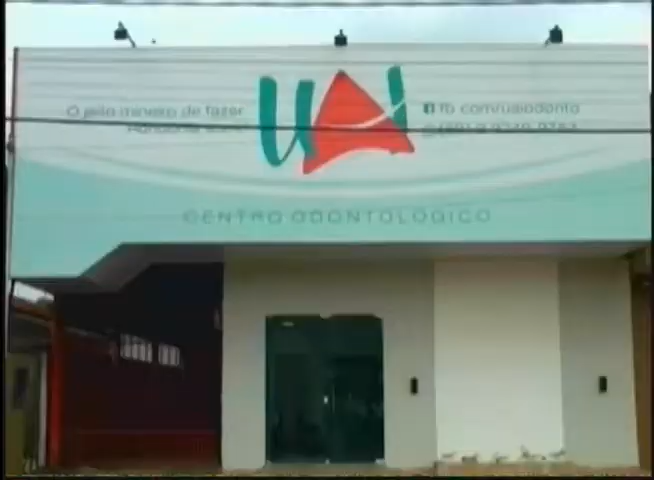 O jeito mineiro de fazer
UAI
fb.com/uaiodonto
CENTRO ODONTOLÓGICO